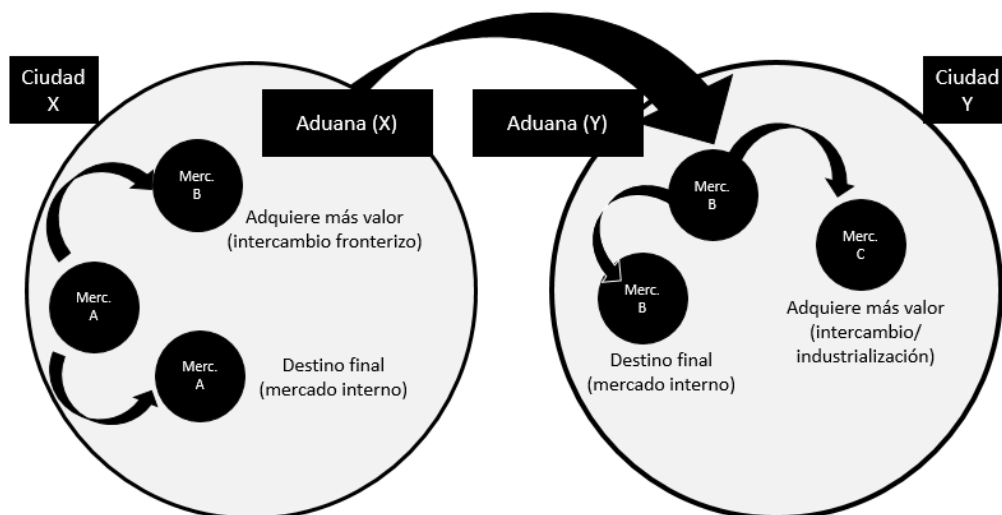 Ciudad
X
Aduana (X)
Merc.
B
Adquiere más valor
(intercambio fronterizo)
Merc.
A
Merc.
A
Destino final
(mercado interno)
Ciudad
Y
Aduana (Y)
Merc.
B
Merc.
C
Merc.
B
Adquiere más valor
(intercambio/
industrialización)
Destino final
(mercado interno)